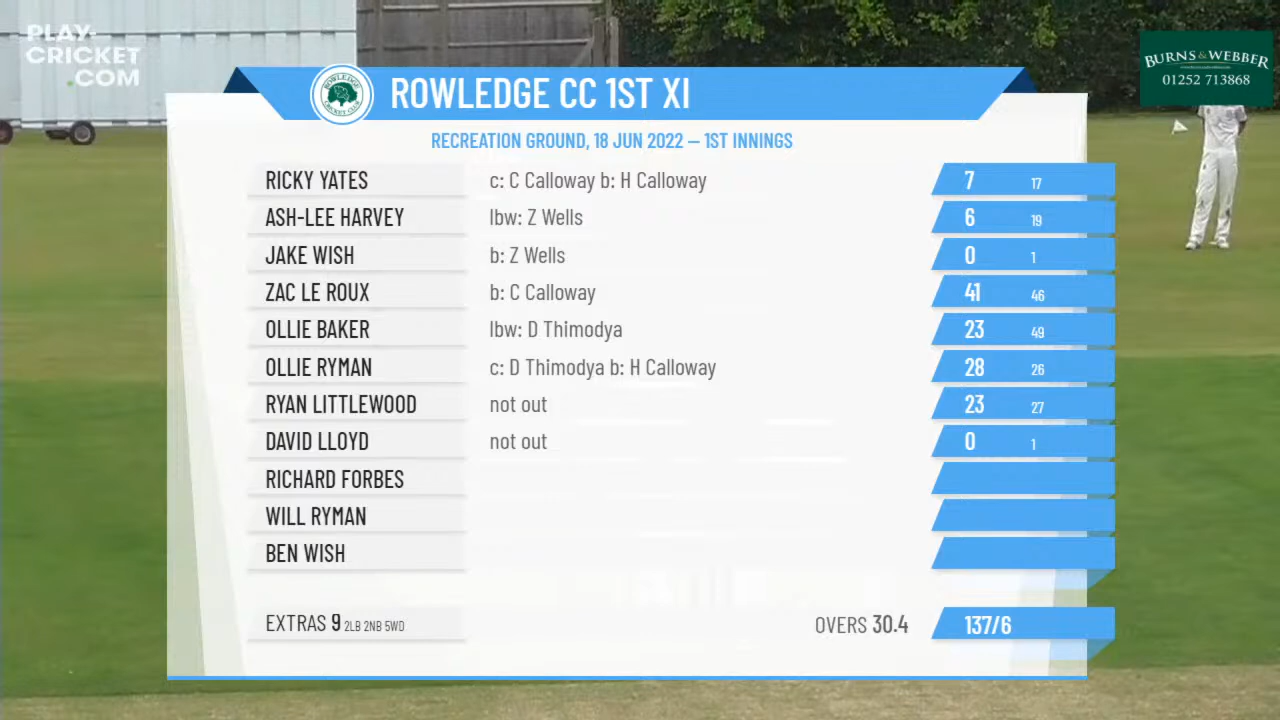 PLAY-
CRICKET
.COM
BURNS & WEBBER
01252 713868
ROWLEDGE CC 1ST XI
RECREATION GROUND, 18 JUN 2022 – 1ST INNINGS
RICKY YATES c: C Calloway b: H Calloway 7 17
ASH-LEE HARVEY lbw: Z Wells 6 19
JAKE WISH b: Z Wells 0 1
ZAC LE ROUX b: C Calloway 41 46
OLLIE BAKER lbw: D Thimodya 23 49
OLLIE RYMAN c: D Thimodya b: H Calloway 28 26
RYAN LITTLEWOOD not out 23 27
DAVID LLOYD not out 0 1
RICHARD FORBES
WILL RYMAN
BEN WISH
EXTRAS 9 2LB 2NB 5WD OVERS 30.4 137/6